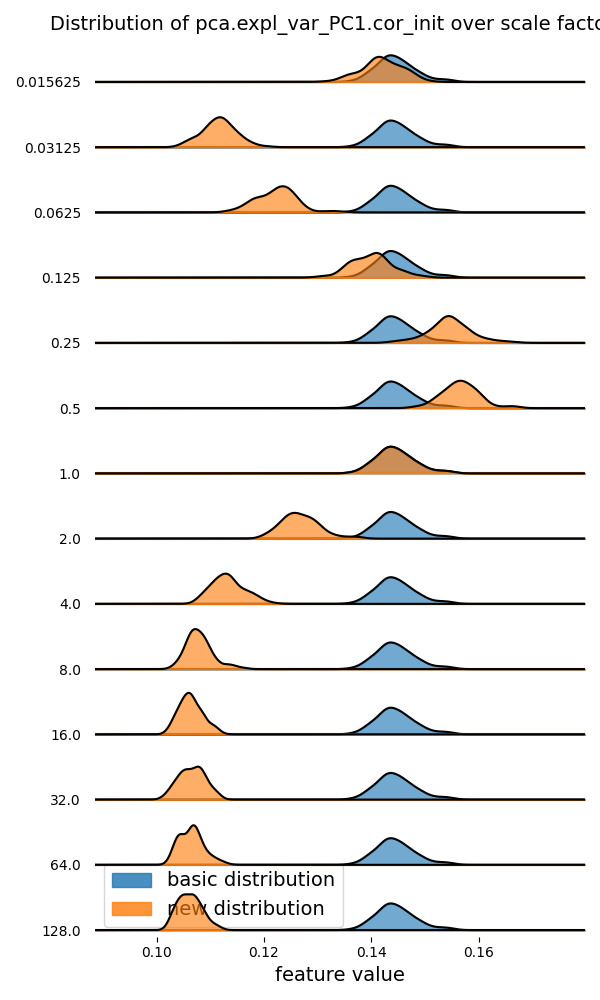 Distribution of pca.expl_var_PC1.cor_init over scale facto
0.015625
0.03125
0.0625
0.125
0.25
0.5
1.0
2.0
4.0
8.0
16.0
32.0
64.0
basic distribution
new distribution
128.0
0.10 0.12 0.14 0.16
feature value